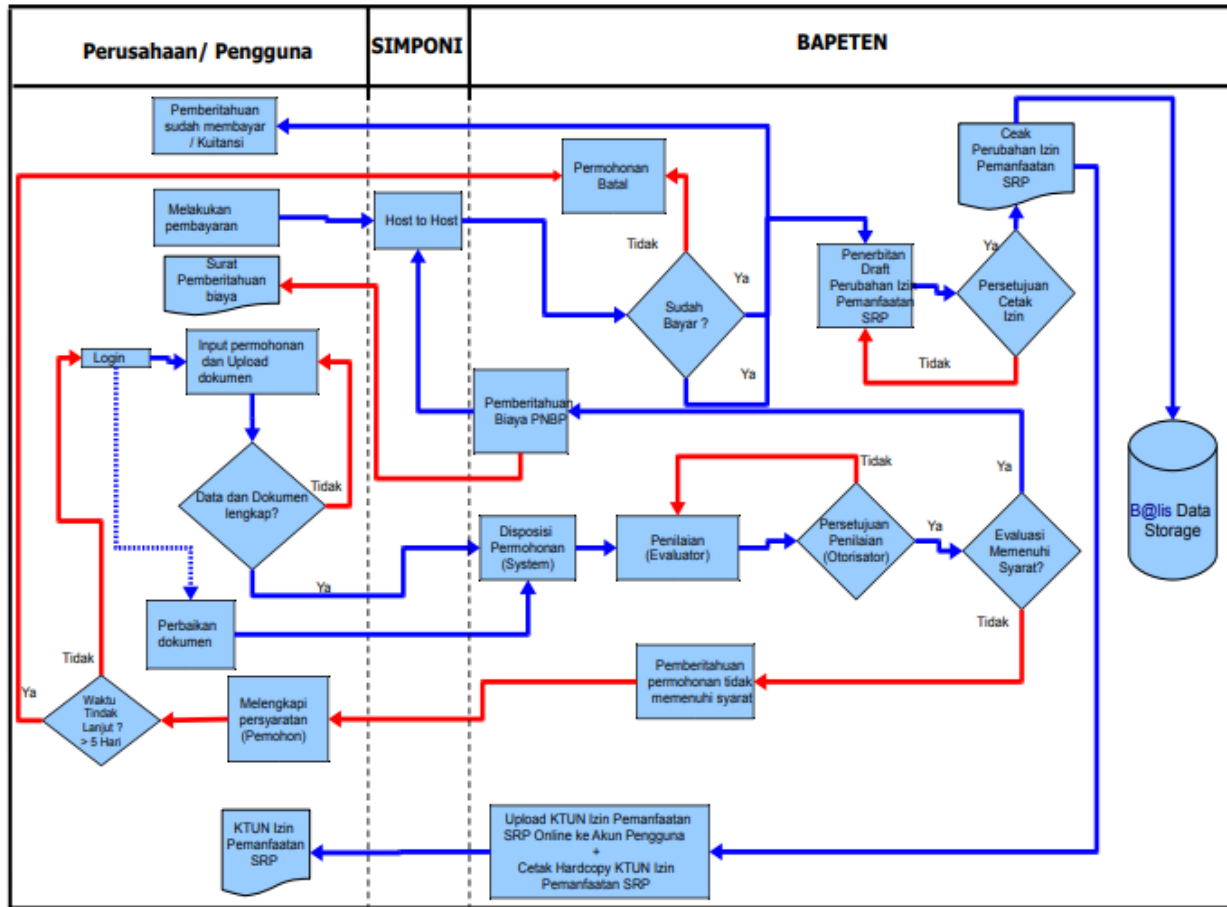 Perusahaan/ Pengguna
SIMPONI
BAPETEN
Pemberitahuan
sudah membayar
/ Kuitansi
Permohonan
Batal
Ceak
Perubahan Izin
Pemanfaatan
SRP
Melakukan
pembayaran
Host to Host
Tidak
Ya
Penerbitan
Draft
Perubahan Izin
Pemanfaatan
SRP
Ya
Persetujuan
Cetak
Izin
Surat
Pemberitahuan
biaya
Sudah
Bayar ?
Ya
Tidak
Login
Input permohonan
dan Upload
dokumen
Pemberitahuan
Biaya PNBP
Data dan Dokumen
lengkap?
Tidak
Tidak
Ya
Disposisi
Permohonan
(System)
Penilaian
(Evaluator)
Persetujuan
Penilaian
(Otorisator)
Ya
Evaluasi
Memenuhi
Syarat?
B@lis Data
Storage
Ya
Perbaikan
dokumen
Tidak
Tidak
Ya
Waktu
Tindak
Lanjut ?
> 5 Hari
Melengkapi
persyaratan
(Pemohon)
Pemberitahuan
permohonan tidak
memenuhi syarat
KTUN Izin
Pemanfaatan
SRP
Upload KTUN Izin Pemanfaatan
SRP Online ke Akun Pengguna
+
Cetak Hardcopy KTUN Izin
Pemanfaatan SRP